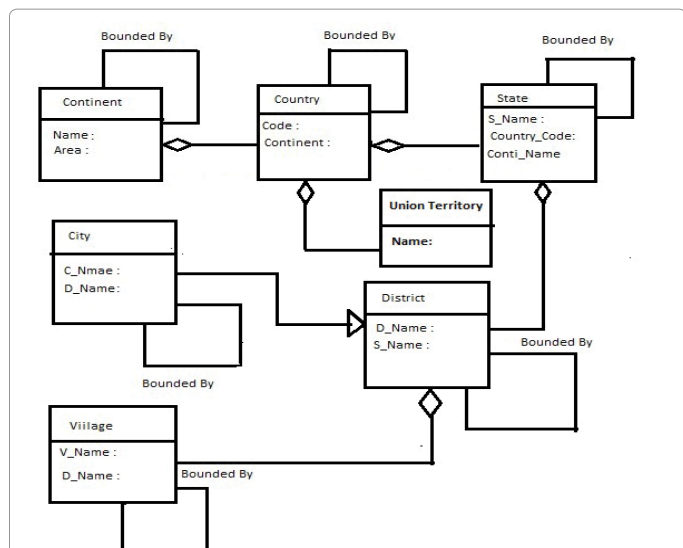 Bounded By
Bounded By
Bounded By
Continent
Name :
Area :
Country
Code :
Continent :
State
S_Name :
Country_Code:
Conti_Name
Union Territory
Name:
City
C_Nmae :
D_Name:
Bounded By
District
D_Name :
S_Name :
Bounded By
Viilage
V_Name :
D_Name :
Bounded By